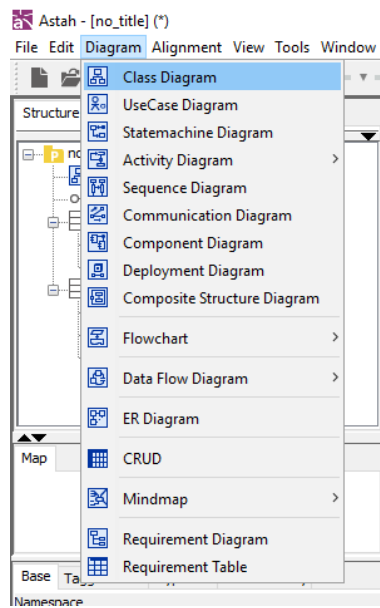 Astah - [no_title] (*)
File Edit Diagram Alignment View Tools Window
Class Diagram
Structure
UseCase Diagram
Statemachine Diagram
Activity Diagram
Sequence Diagram
Communication Diagram
Component Diagram
Deployment Diagram
Composite Structure Diagram
Flowchart
Data Flow Diagram
ER Diagram
CRUD
Map
Mindmap
Requirement Diagram
Requirement Table
Base
Namespace